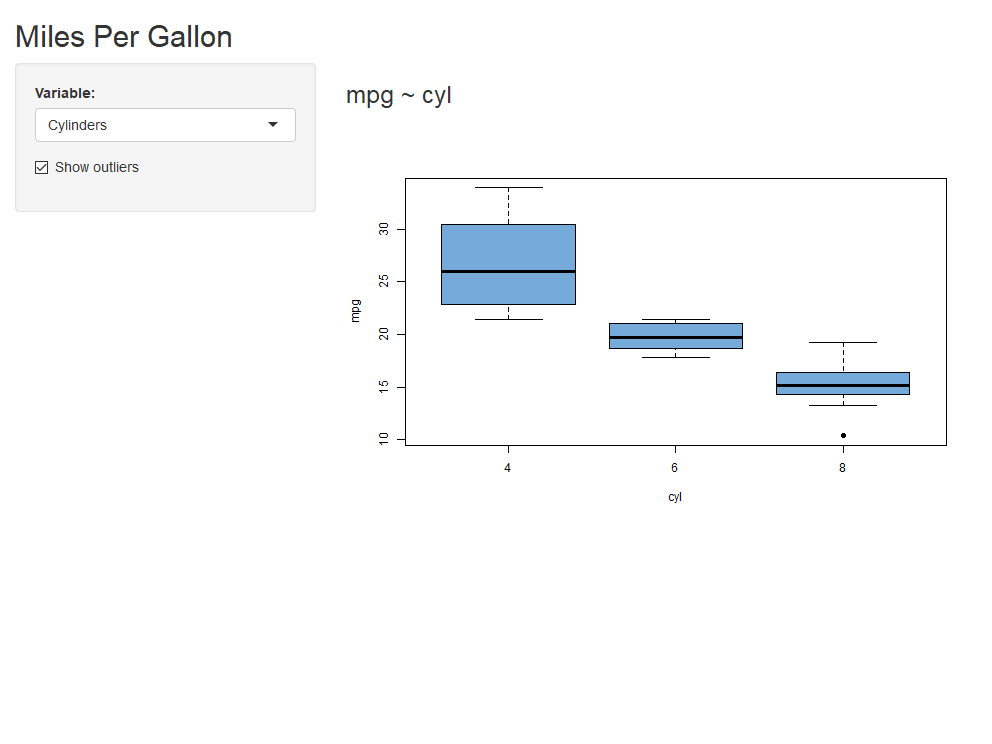 Miles Per Gallon
Variable:
Cylinders
Show outliers
mpg ~ cyl
mpg
30
25
20
15
10
4 6 8
cyl